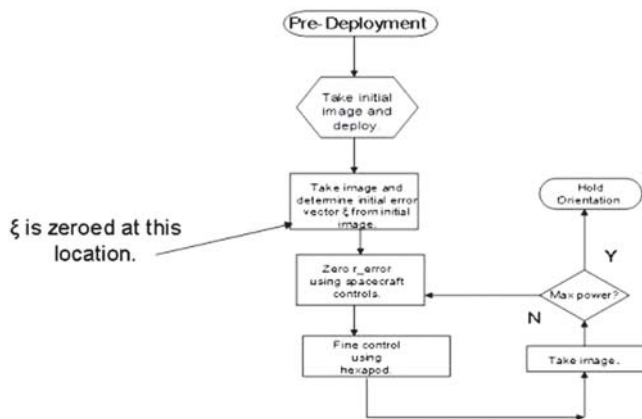 Pre-Deployment
Take initial
image and
deploy.
Take image and
determine initial error
vector ξ from initial
image.
ξ is zeroed at this
location.
Zero r_error
using spacecraft
controls.
Fine control
using
hexapod.
Take image.
Max power?
N
Y
Hold
Orientation